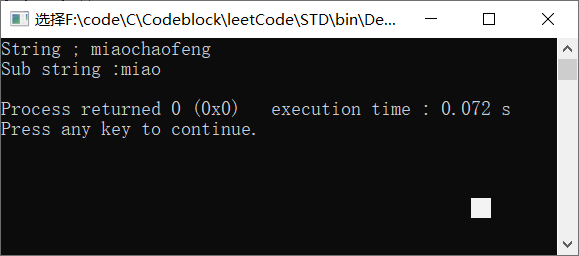 选择F:\code\C\Codeblock\leetCode\STD\bin\De...
String ; miaochaofeng
Sub string :miao
Process returned 0 (0x0)   execution time : 0.072 s
Press any key to continue.